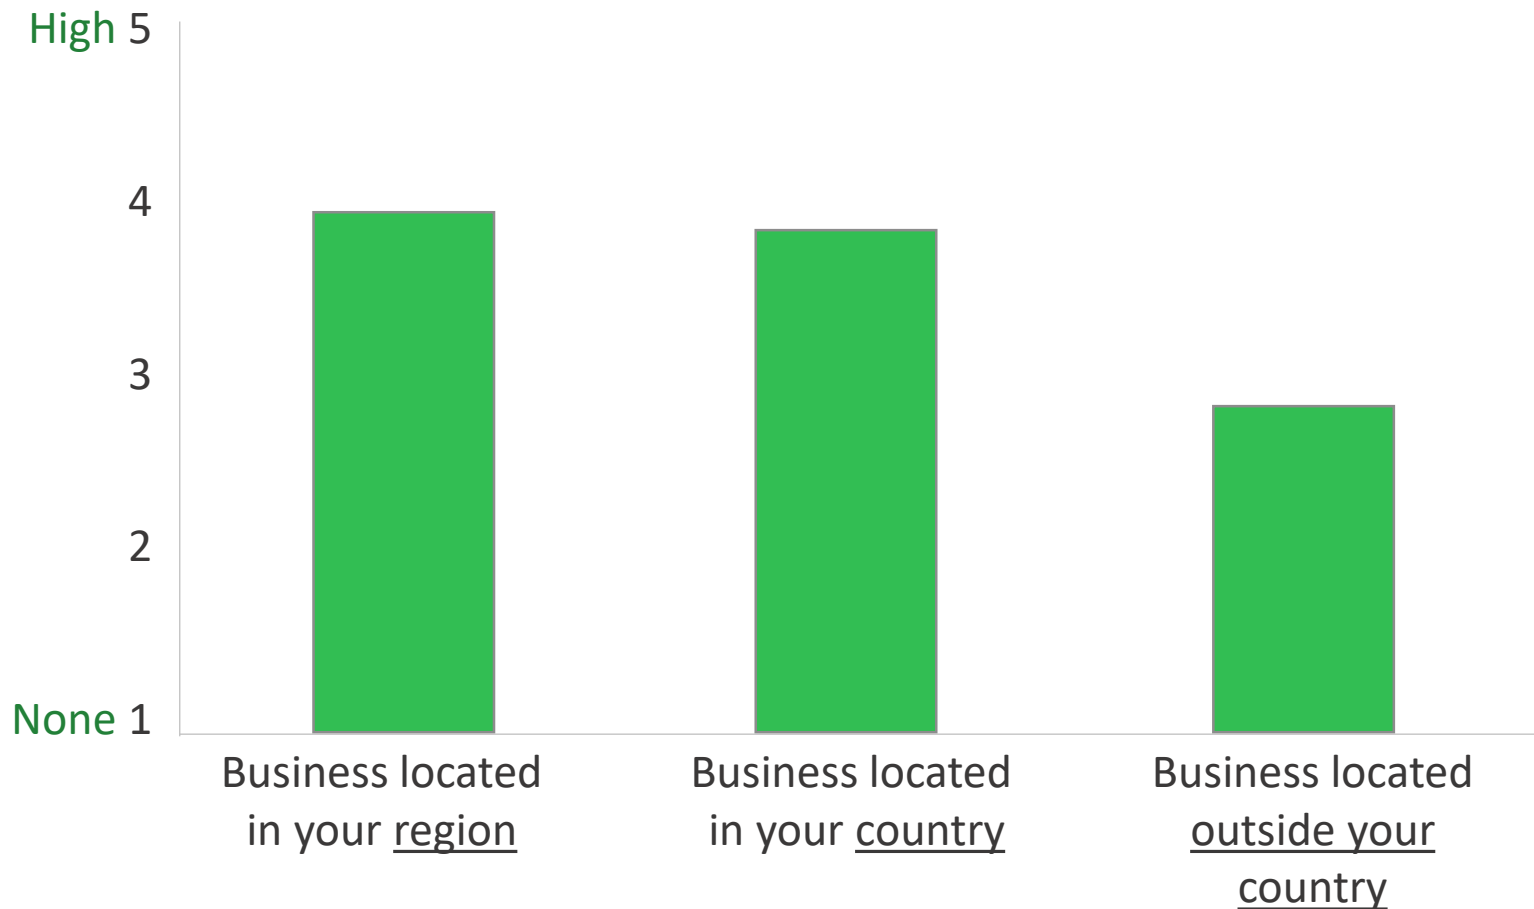 High 5
4
3
2
None 1
Business located
in your region
Business located
in your country
Business located
outside your
country